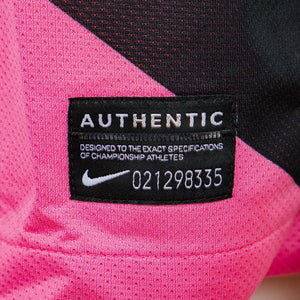 AUTHENTIC
DESIGNED TO THE EXACT SPECIFICATIONS
OF CHAMPIONSHIP ATHLETES
021298335